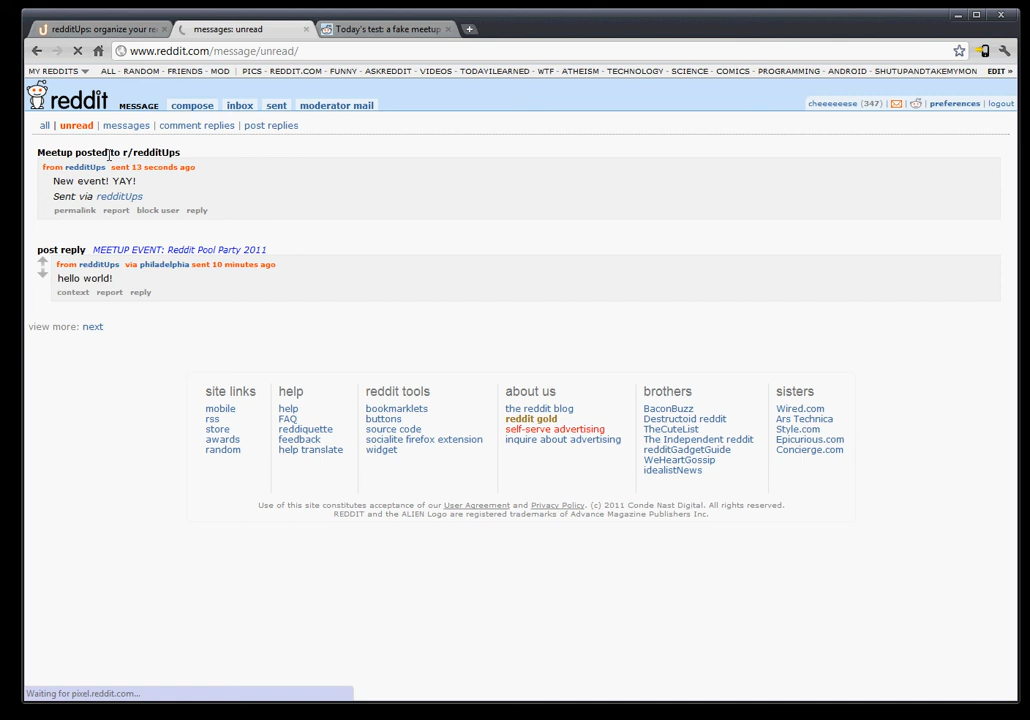 redditUps: organize your re messages: unread Today's test: a fake meetup
www.reddit.com/message/unread/
MY REDDITS ALL - RANDOM - FRIENDS - MOD | PICS - REDDIT.COM - FUNNY - ASKREDDIT - VIDEOS - TODAYILEARNED - WTF - ATHEISM - TECHNOLOGY - SCIENCE - COMICS - PROGRAMMING - ANDROID - SHUTUPANDTAKEMYMON EDIT »
reddit MESSAGE compose inbox sent moderator mail cheeeeeese (347) | | | preferences | logout
all | unread | messages | comment replies | post replies
Meetup posted to r/redditUps
from redditUps sent 13 seconds ago
New event! YAY!
Sent via redditUps
permalink report block user reply
post reply MEETUP EVENT: Reddit Pool Party 2011
from redditUps via philadelphia sent 10 minutes ago
hello world!
context report reply
view more: next
site links help reddit tools about us brothers sisters
mobile help bookmarklets the reddit blog BaconBuzz Wired.com
rss FAQ buttons reddit gold Destructoid reddit Ars Technica
store reddiquette source code self-serve advertising TheCuteList Style.com
awards feedback socialite firefox extension inquire about advertising The Independent reddit Epicurious.com
random help translate widget redditGadgetGuide Concierge.com
WeHeartGossip
idealistNews
Use of this site constitutes acceptance of our User Agreement and Privacy Policy. (c) 2011 Conde Nast Digital. All rights reserved.
REDDIT and the ALIEN Logo are registered trademarks of Advance Magazine Publishers Inc.
Waiting for pixel.reddit.com...